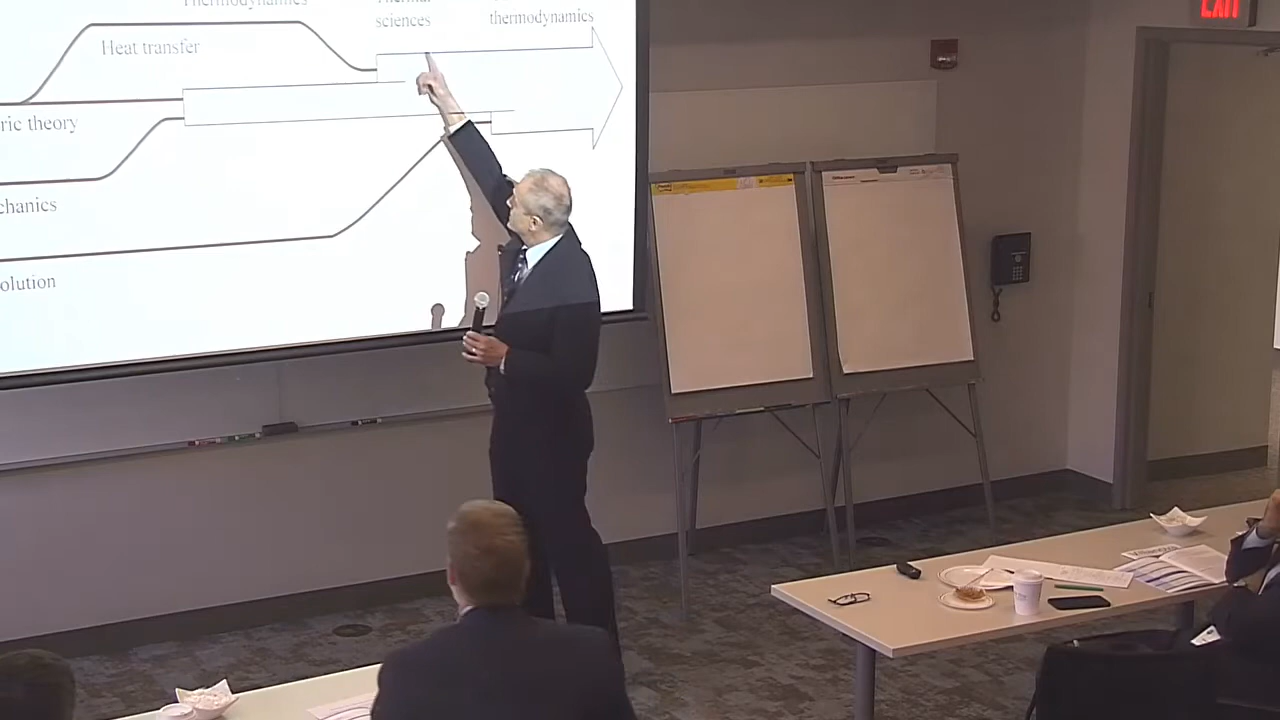 Thermodynamics
Thermal
sciences
thermodynamics
Heat transfer
ric theory
chanics
olution
EXIT